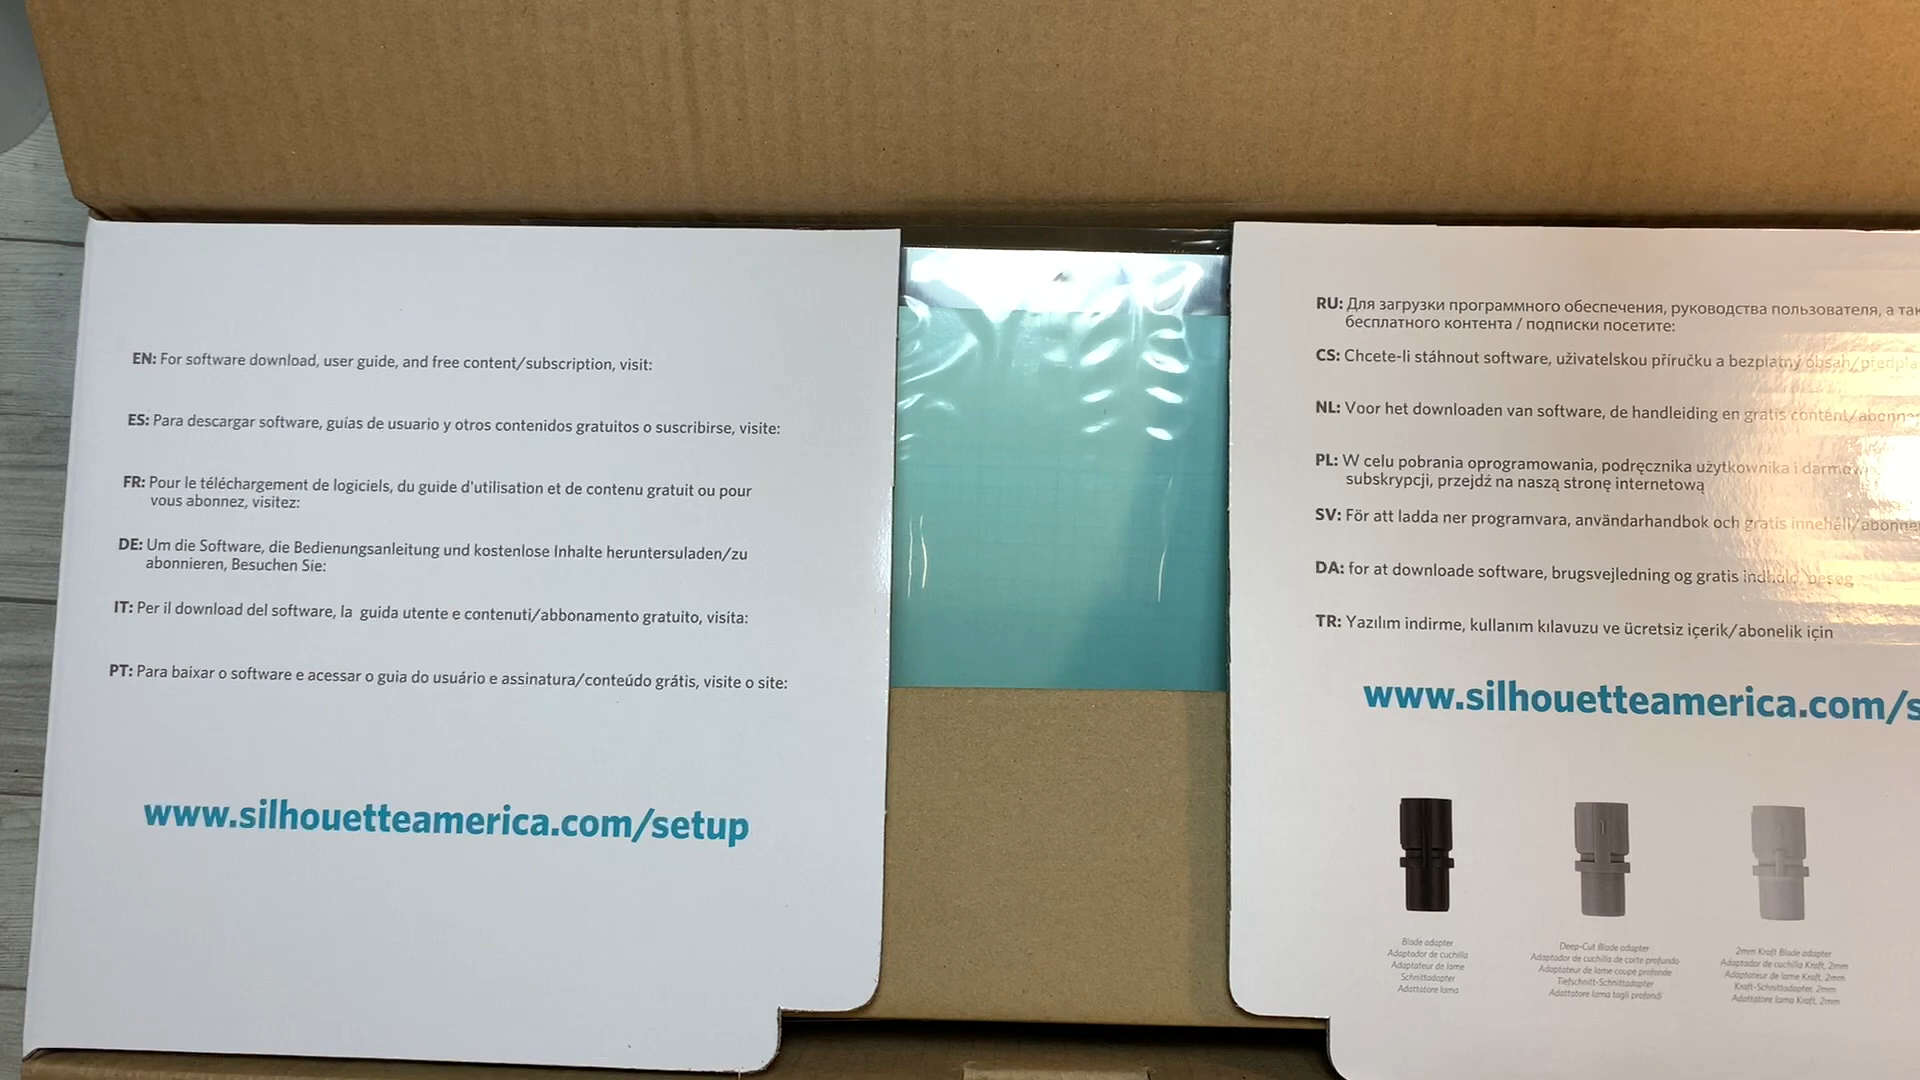 EN: For software download, user guide, and free content/subscription, visit:
ES: Para descargar software, guías de usuario y otros contenidos gratuitos o suscribirse, visite:
FR: Pour le téléchargement de logiciels, du guide d'utilisation et de contenu gratuit ou pour
vous abonnez, visitez:
DE: Um die Software, die Bedienungsanleitung und kostenlose Inhalte heruntersuladen/zu
abonnieren, Besuchen Sie:
IT: Per il download del software, la guida utente e contenuti/abbonamento gratuito, visita:
PT: Para baixar o software e acessar o guia do usuário e assinatura/conteúdo grátis, visite o site:
www.silhouetteamerica.com/setup
RU: Для загрузки программного обеспечения, руководства пользователя, а
бесплатного контента / подписки посетите:
CS: Chcete-li stáhnout software, uživatelskou příručku a bezplatný
NL: Voor het downloaden van software, de handleiding en gratis
PL: W celu pobrania oprogramowania, podręcznika użytkownika i
subskrypcji, przejdź na naszą stronę internetową
SV: För att ladda ner programvara, användarhandbok och gratis
DA: for at downloade software, brugsvejledning og gratis indhold, besøg
TR: Yazılım indirme, kullanım kılavuzu ve ücretsiz içerik/abonelik için
www.silhouetteamerica.com/s
Blade adapter
Adaptador de cuchilla
Adaptateur de lame
Schnittadapter
Adattatore lama
Deep-Cut Blade adapter
Adaptador de cuchilla de corte profundo
Adaptateur de lame coupe profonde
Tiefschnitt-Schnittadapter
Adattatore lama tagli profondi
2mm Kraft Blade adapter
Adaptador de cuchilla Kraft, 2mm
Adaptateur de lame Kraft, 2mm
Kraft-Schnittadapter, 2mm
Adattatore lama Kraft, 2mm